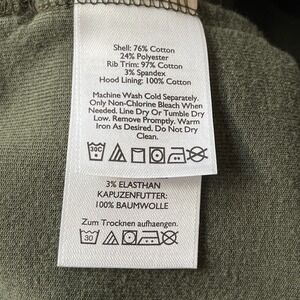 Shell: 76% Cotton
24% Polyester
Rib Trim: 97% Cotton
3% Spandex
Hood Lining: 100% Cotton
Machine Wash Cold Separately.
Only Non-Chlorine Bleach When
Needed. Line Dry Or Tumble Dry
Low. Remove Promptly. Warm
Iron As Desired. Do Not Dry
Clean.
30C
3% ELASTHAN
KAPUZENFUTTER:
100% BAUMWOLLE
Zum Trocknen aufhaengen.
30